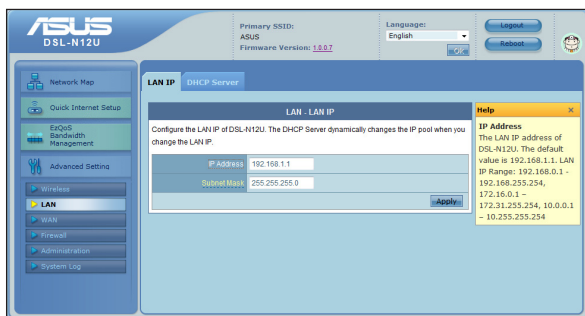 ASUS
DSL-N12U
Primary SSID:
ASUS
Firmware Version: 1.0.0.7
Language:
English
OK
Logout
Reboot
Network Map
Quick Internet Setup
EzQoS
Bandwidth
Management
Advanced Setting
Wireless
LAN
WAN
Firewall
Administration
System Log
LAN IP
DHCP Server
LAN - LAN IP
Configure the LAN IP of DSL-N12U. The DHCP Server dynamically changes the IP pool when you
change the LAN IP.
IP Address 192.168.1.1
Subnet Mask 255.255.255.0
Apply
Help ×
IP Address
The LAN IP address of
DSL-N12U. The default
value is 192.168.1.1. LAN
IP Range: 192.168.0.1 -
192.168.255.254,
172.16.0.1 –
172.31.255.254, 10.0.0.1
– 10.255.255.254